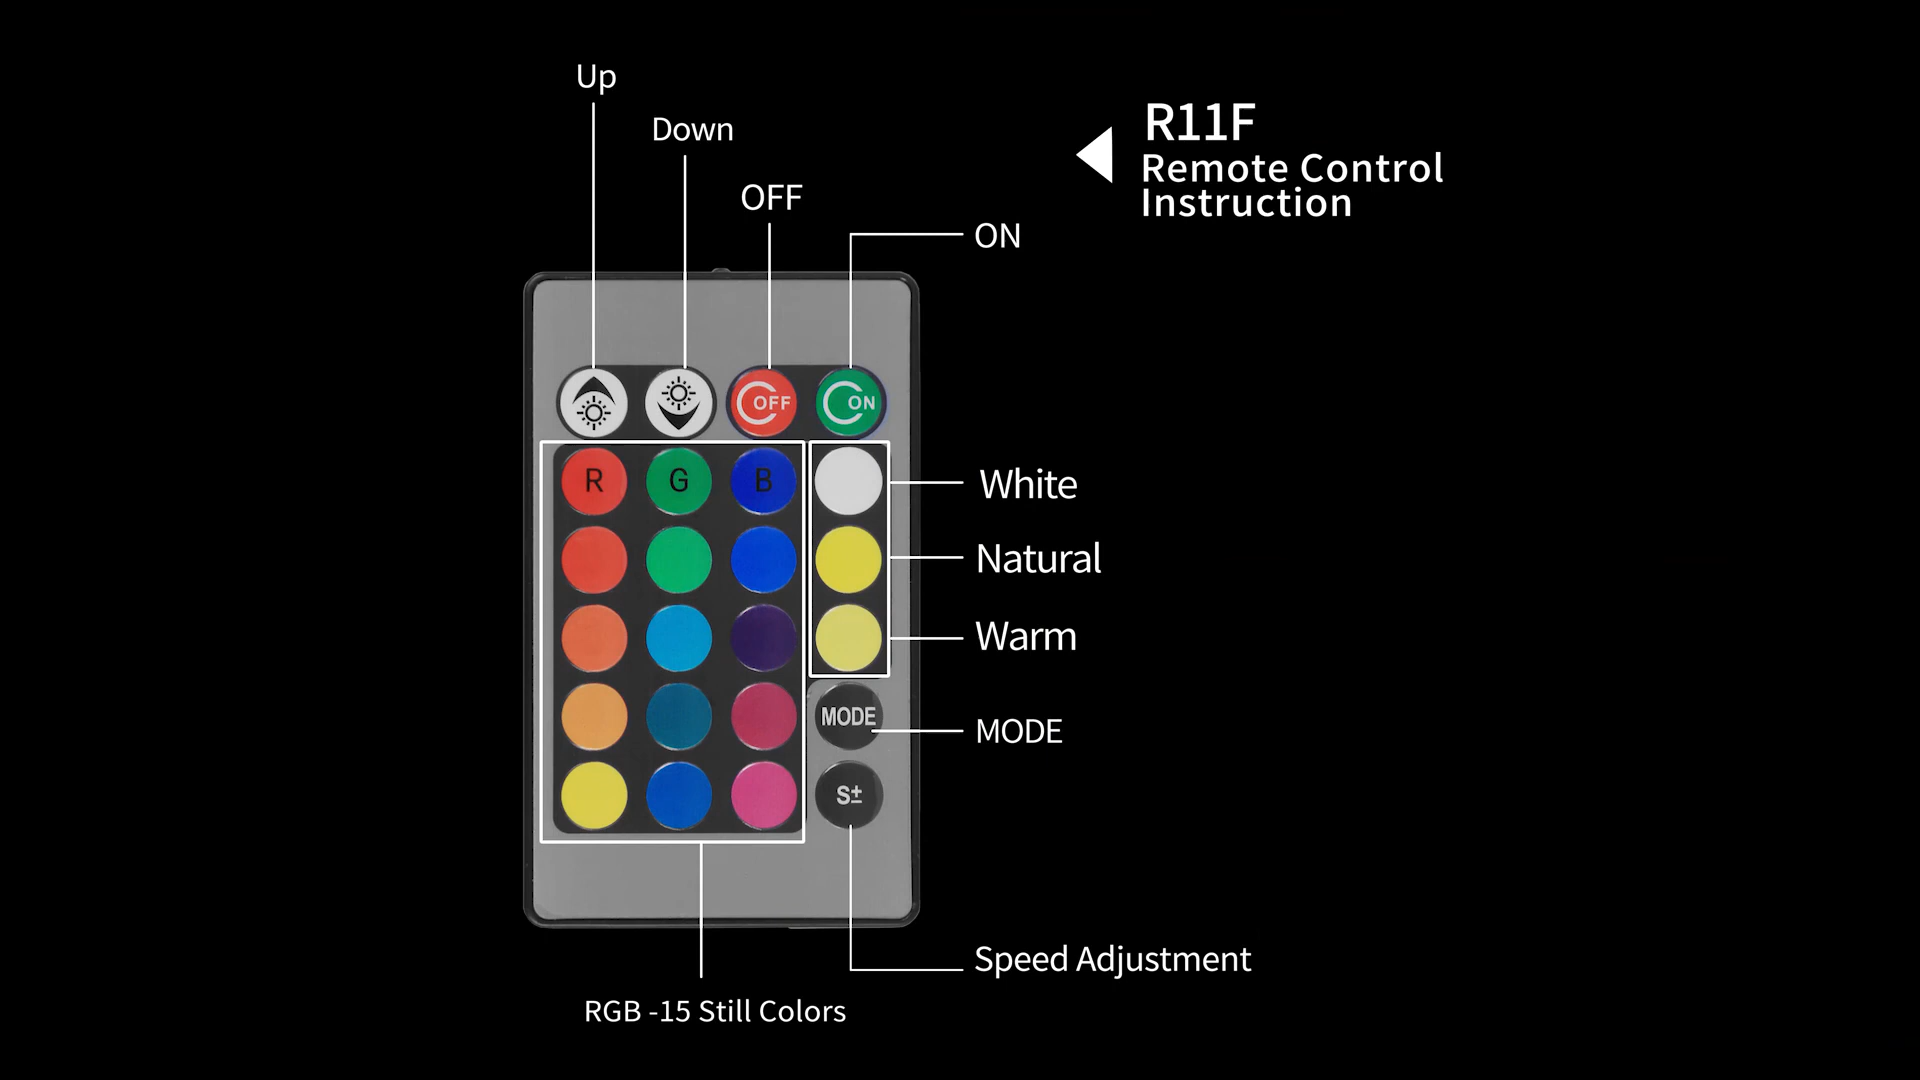 Up
Down
OFF
ON
R11F
Remote Control
Instruction
OFF
ON
R
G
B
White
Natural
Warm
MODE
MODE
S±
Speed Adjustment
RGB -15 Still Colors